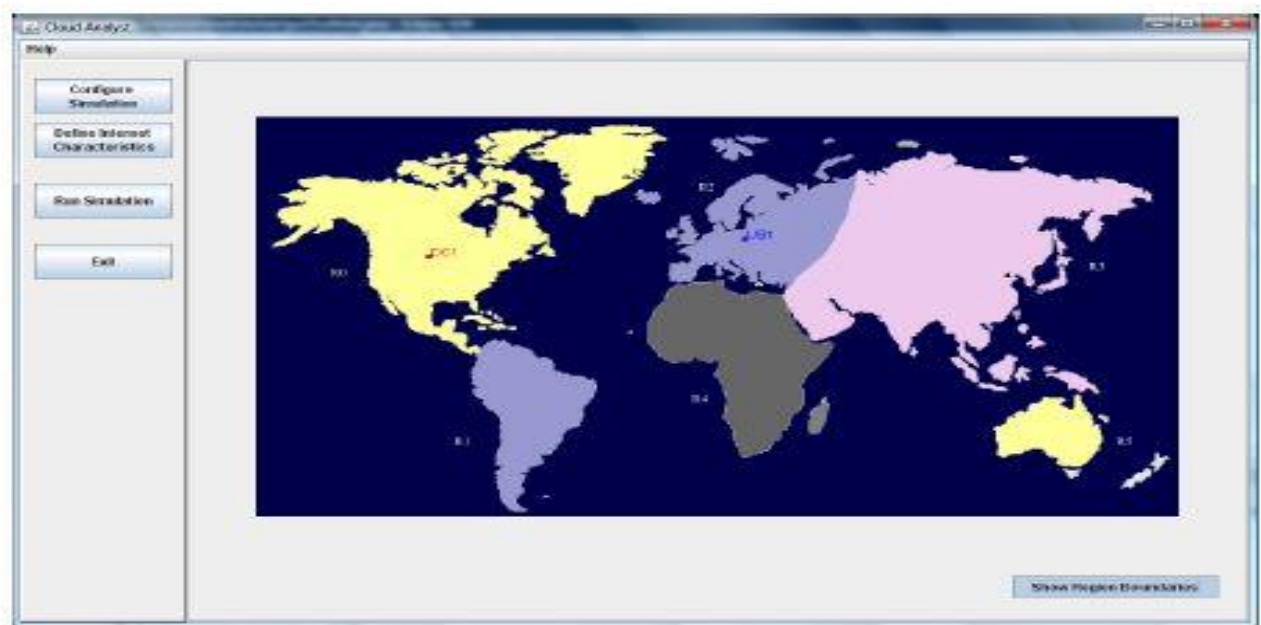 Cloud Analyst
Help
Configure
Simulation
Define Internet
Characteristics
Run Simulation
Exit
R2
UB1
DC1
R0
R3
R4
R1
R5
Show Region Boundaries